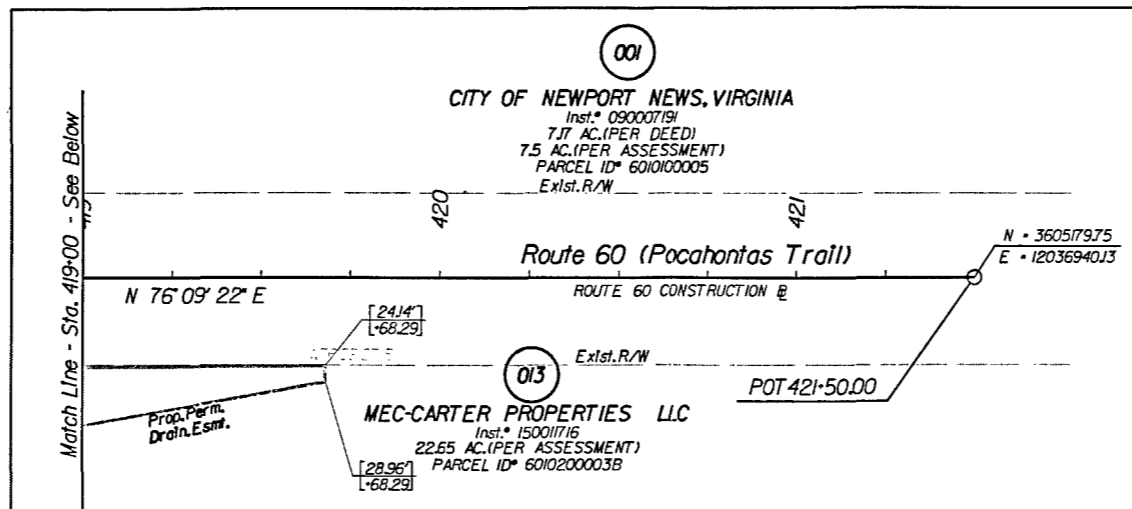 001
CITY OF NEWPORT NEWS, VIRGINIA
Inst.* 090007191
7.17 AC.(PER DEED)
7.5 AC.(PER ASSESSMENT)
PARCEL ID* 6010100005
Exist.R/W
Match Line - Sta. 419+00 - See Below
420
421
Route 60 (Pocahontas Trail)
N = 3605179.75
E = 12036940.13
N 76° 09' 22" E
ROUTE 60 CONSTRUCTION BL
[24.14']
[+68.29]
Exist.R/W
013
POT 421+50.00
Prop.Perm.
Drain.Esmt.
MEC-CARTER PROPERTIES LLC
Inst.* 150011716
22.65 AC.(PER ASSESSMENT)
PARCEL ID* 6010200003B
[28.96']
[+68.29]